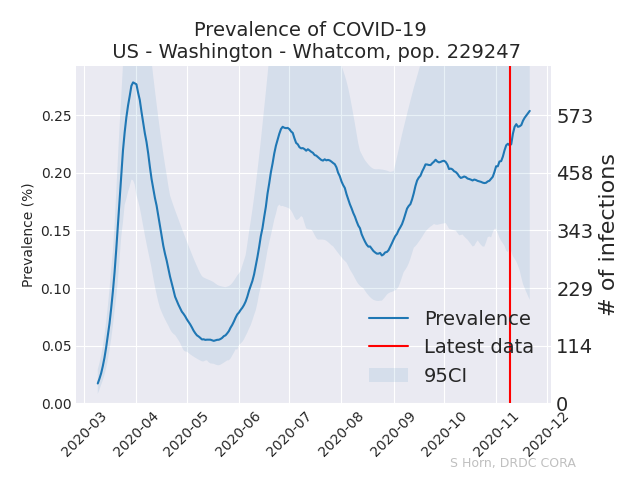 Prevalence of COVID-19
US - Washington - Whatcom, pop. 229247
Prevalence (%)
0.25
0.20
0.15
0.10
0.05
0.00
573
458
343
229
114
0
# of infections
Prevalence
Latest data
95CI
2020-03
2020-04
2020-05
2020-06
2020-07
2020-08
2020-09
2020-10
2020-11
2020-12
S Horn, DRDC CORA